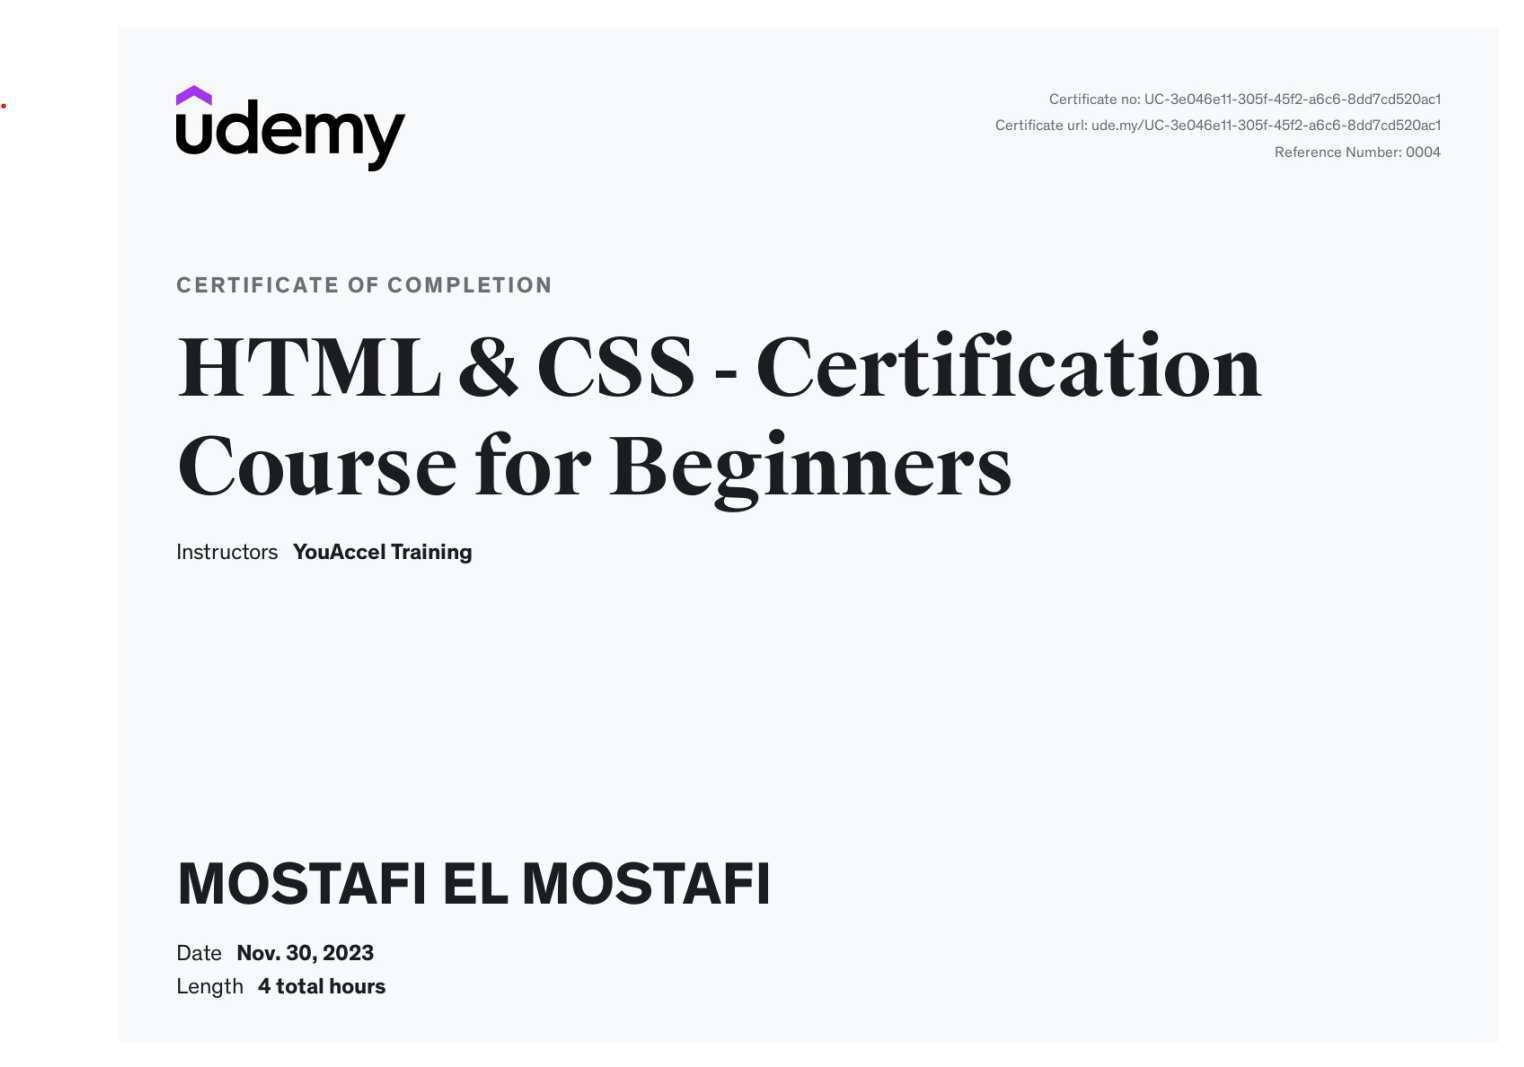 udemy
Certificate no: UC-3e046e11-305f-45f2-a6c6-8dd7cd520ac1
Certificate url: ude.my/UC-3e046e11-305f-45f2-a6c6-8dd7cd520ac1
Reference Number: 0004
CERTIFICATE OF COMPLETION
HTML & CSS - Certification
Course for Beginners
Instructors YouAccel Training
MOSTAFI EL MOSTAFI
Date Nov. 30, 2023
Length 4 total hours